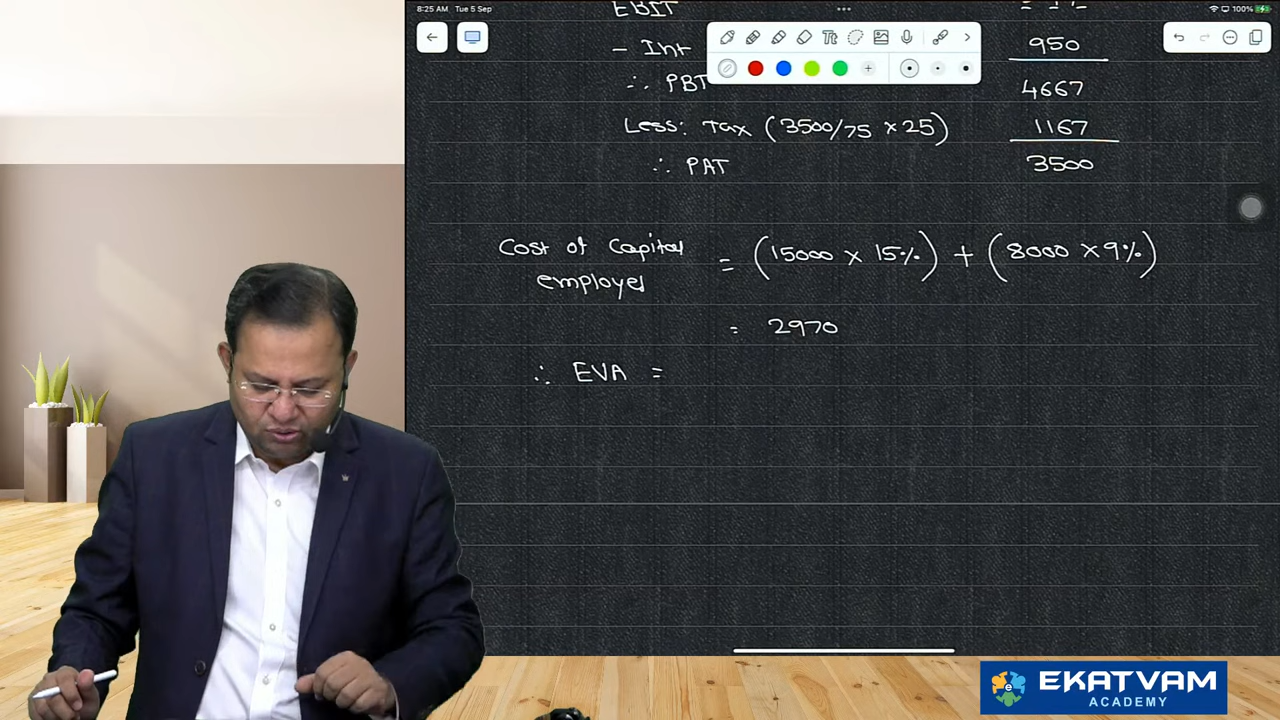 8:25 AM Tue 5 Sep
100%
EBIT
- Int 950
∴ PBT 4667
Less: Tax (3500/75 × 25) 1167
∴ PAT 3500
Cost of Capital employed = (15000 × 15%) + (8000 × 9%)
= 2970
∴ EVA =
EKATVAM
ACADEMY